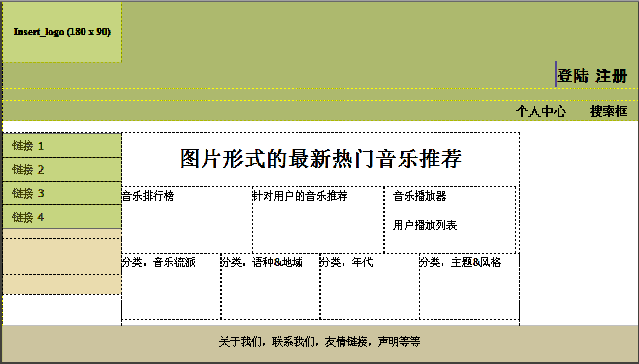 Insert_logo (180 x 90)
登陆 注册
个人中心 搜索框
链接 1
链接 2
链接 3
链接 4
图片形式的最新热门音乐推荐
音乐排行榜
针对用户的音乐推荐
音乐播放器
用户播放列表
分类。音乐流派
分类。语种&地域
分类。年代
分类。主题&风格
关于我们，联系我们，友情链接，声明等等